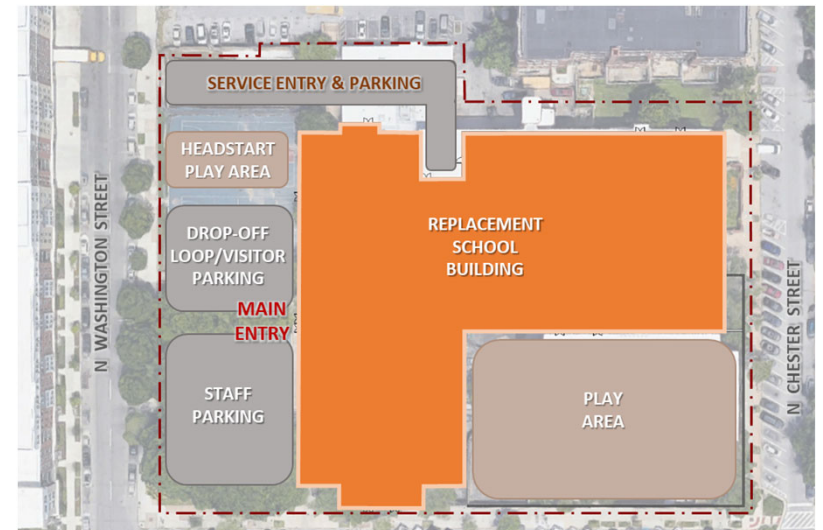 SERVICE ENTRY & PARKING
HEADSTART
PLAY AREA
DROP-OFF
LOOP/VISITOR
PARKING
MAIN
ENTRY
STAFF
PARKING
REPLACEMENT
SCHOOL
BUILDING
PLAY
AREA
N WASHINGTON STREET
N CHESTER STREET